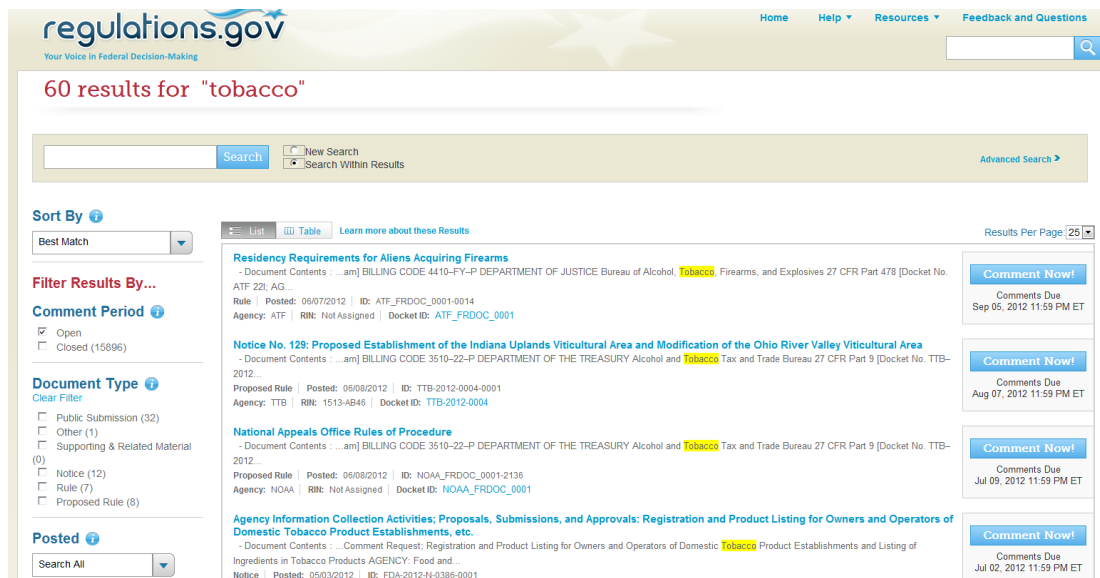 regulations.gov
Your Voice in Federal Decision-Making
Home Help Resources Feedback and Questions
60 results for "tobacco"
Search
New Search
Search Within Results
Advanced Search
Sort By
Best Match
Filter Results By...
Comment Period
Open
Closed (15896)
Document Type
Clear Filter
Public Submission (32)
Other (1)
Supporting & Related Material
(0)
Notice (12)
Rule (7)
Proposed Rule (8)
Posted
Search All
List Table Learn more about these Results
Results Per Page: 25
Residency Requirements for Aliens Acquiring Firearms
- Document Contents : ...am] BILLING CODE 4410–FY–P DEPARTMENT OF JUSTICE Bureau of Alcohol, Tobacco, Firearms, and Explosives 27 CFR Part 478 [Docket No.
ATF 22I; AG...
Rule Posted: 06/07/2012 ID: ATF_FRDOC_0001-0014
Agency: ATF RIN: Not Assigned Docket ID: ATF_FRDOC_0001
Comment Now!
Comments Due
Sep 05, 2012 11:59 PM ET
Notice No. 129: Proposed Establishment of the Indiana Uplands Viticultural Area and Modification of the Ohio River Valley Viticultural Area
- Document Contents : ...am] BILLING CODE 3510–22–P DEPARTMENT OF THE TREASURY Alcohol and Tobacco Tax and Trade Bureau 27 CFR Part 9 [Docket No. TTB–
2012...
Proposed Rule Posted: 06/08/2012 ID: TTB-2012-0004-0001
Agency: TTB RIN: 1513-AB46 Docket ID: TTB-2012-0004
Comment Now!
Comments Due
Aug 07, 2012 11:59 PM ET
National Appeals Office Rules of Procedure
- Document Contents : ...am] BILLING CODE 3510–22–P DEPARTMENT OF THE TREASURY Alcohol and Tobacco Tax and Trade Bureau 27 CFR Part 9 [Docket No. TTB–
2012...
Proposed Rule Posted: 06/08/2012 ID: NOAA_FRDOC_0001-2136
Agency: NOAA RIN: Not Assigned Docket ID: NOAA_FRDOC_0001
Comment Now!
Comments Due
Jul 09, 2012 11:59 PM ET
Agency Information Collection Activities; Proposals, Submissions, and Approvals: Registration and Product Listing for Owners and Operators of
Domestic Tobacco Product Establishments, etc.
- Document Contents : ...Comment Request; Registration and Product Listing for Owners and Operators of Domestic Tobacco Product Establishments and Listing of
Ingredients in Tobacco Products AGENCY: Food and...
Notice Posted: 05/03/2012 ID: FDA-2012-N-0386-0001
Comment Now!
Comments Due
Jul 02, 2012 11:59 PM ET